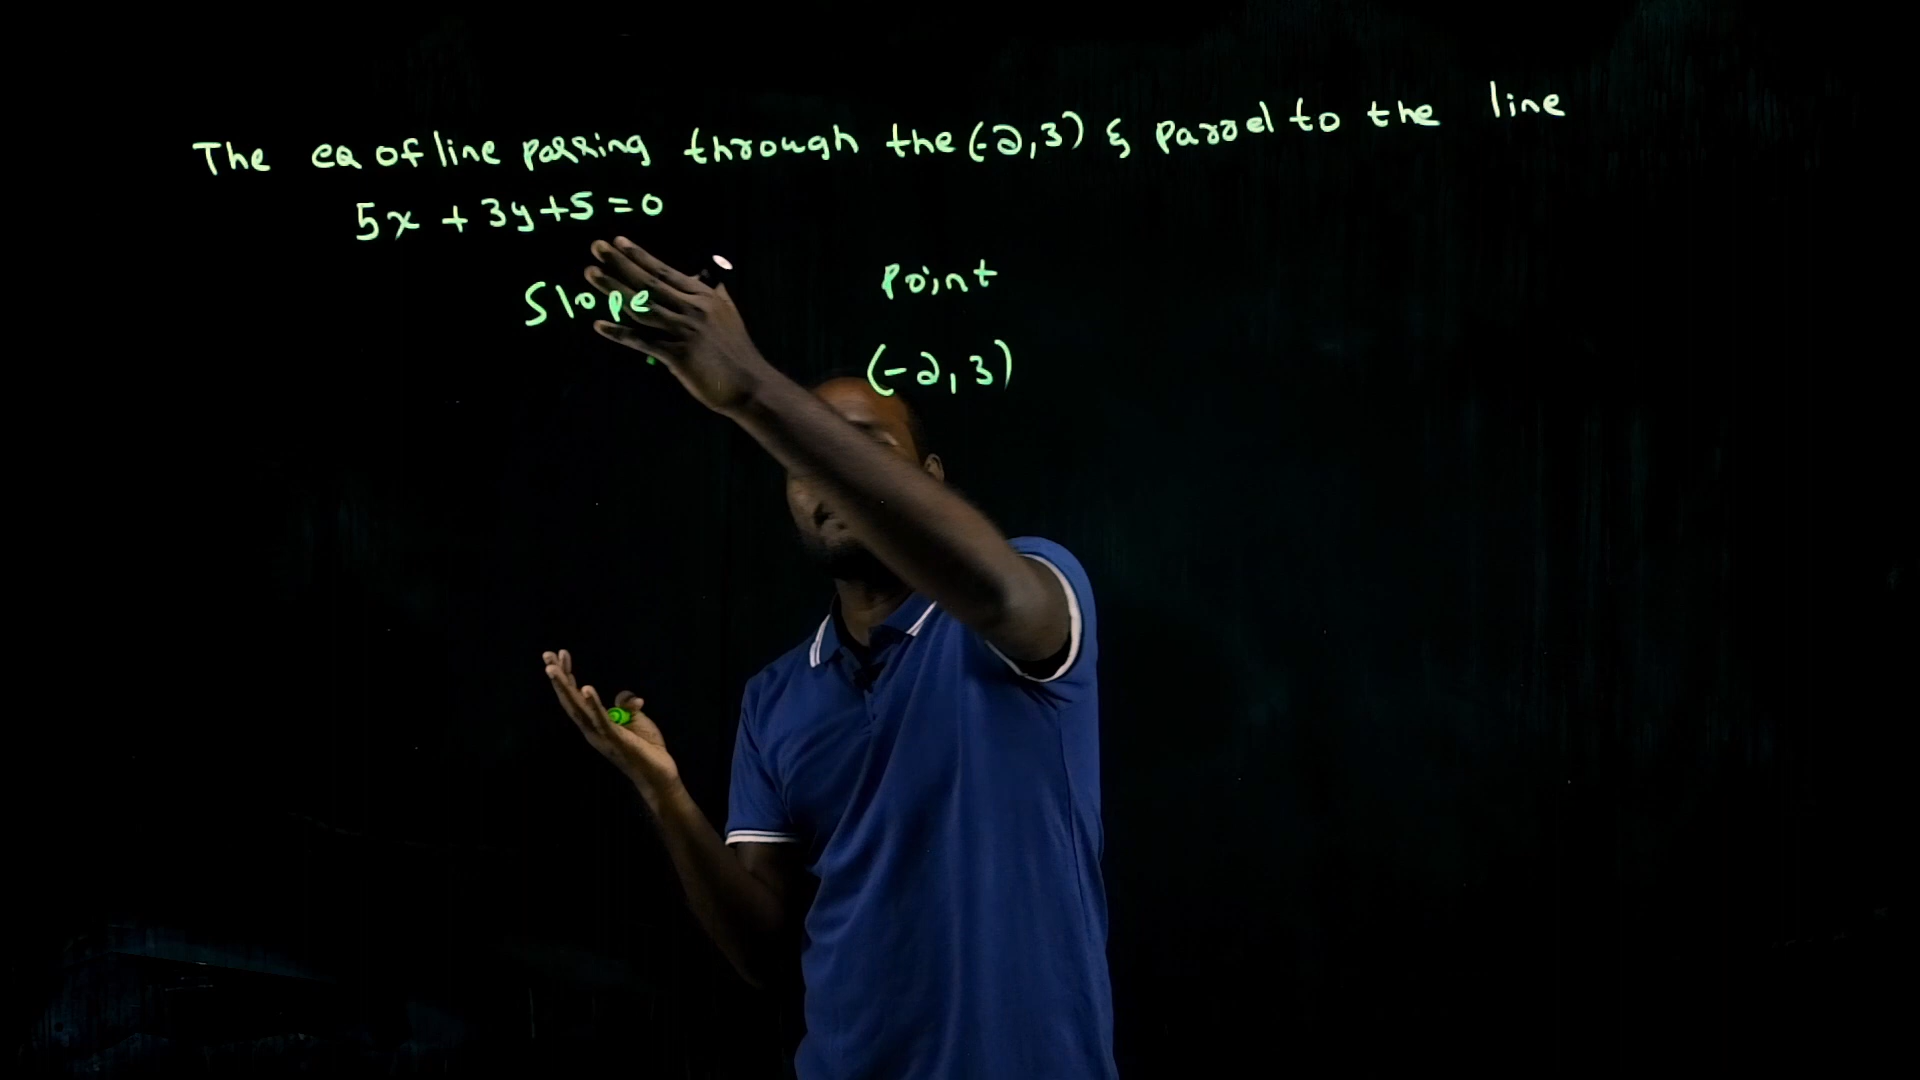 The eq of line passing through the (-2,3) & parrel to the line
5x + 3y+5=0
Slope
Point
(-2,3)